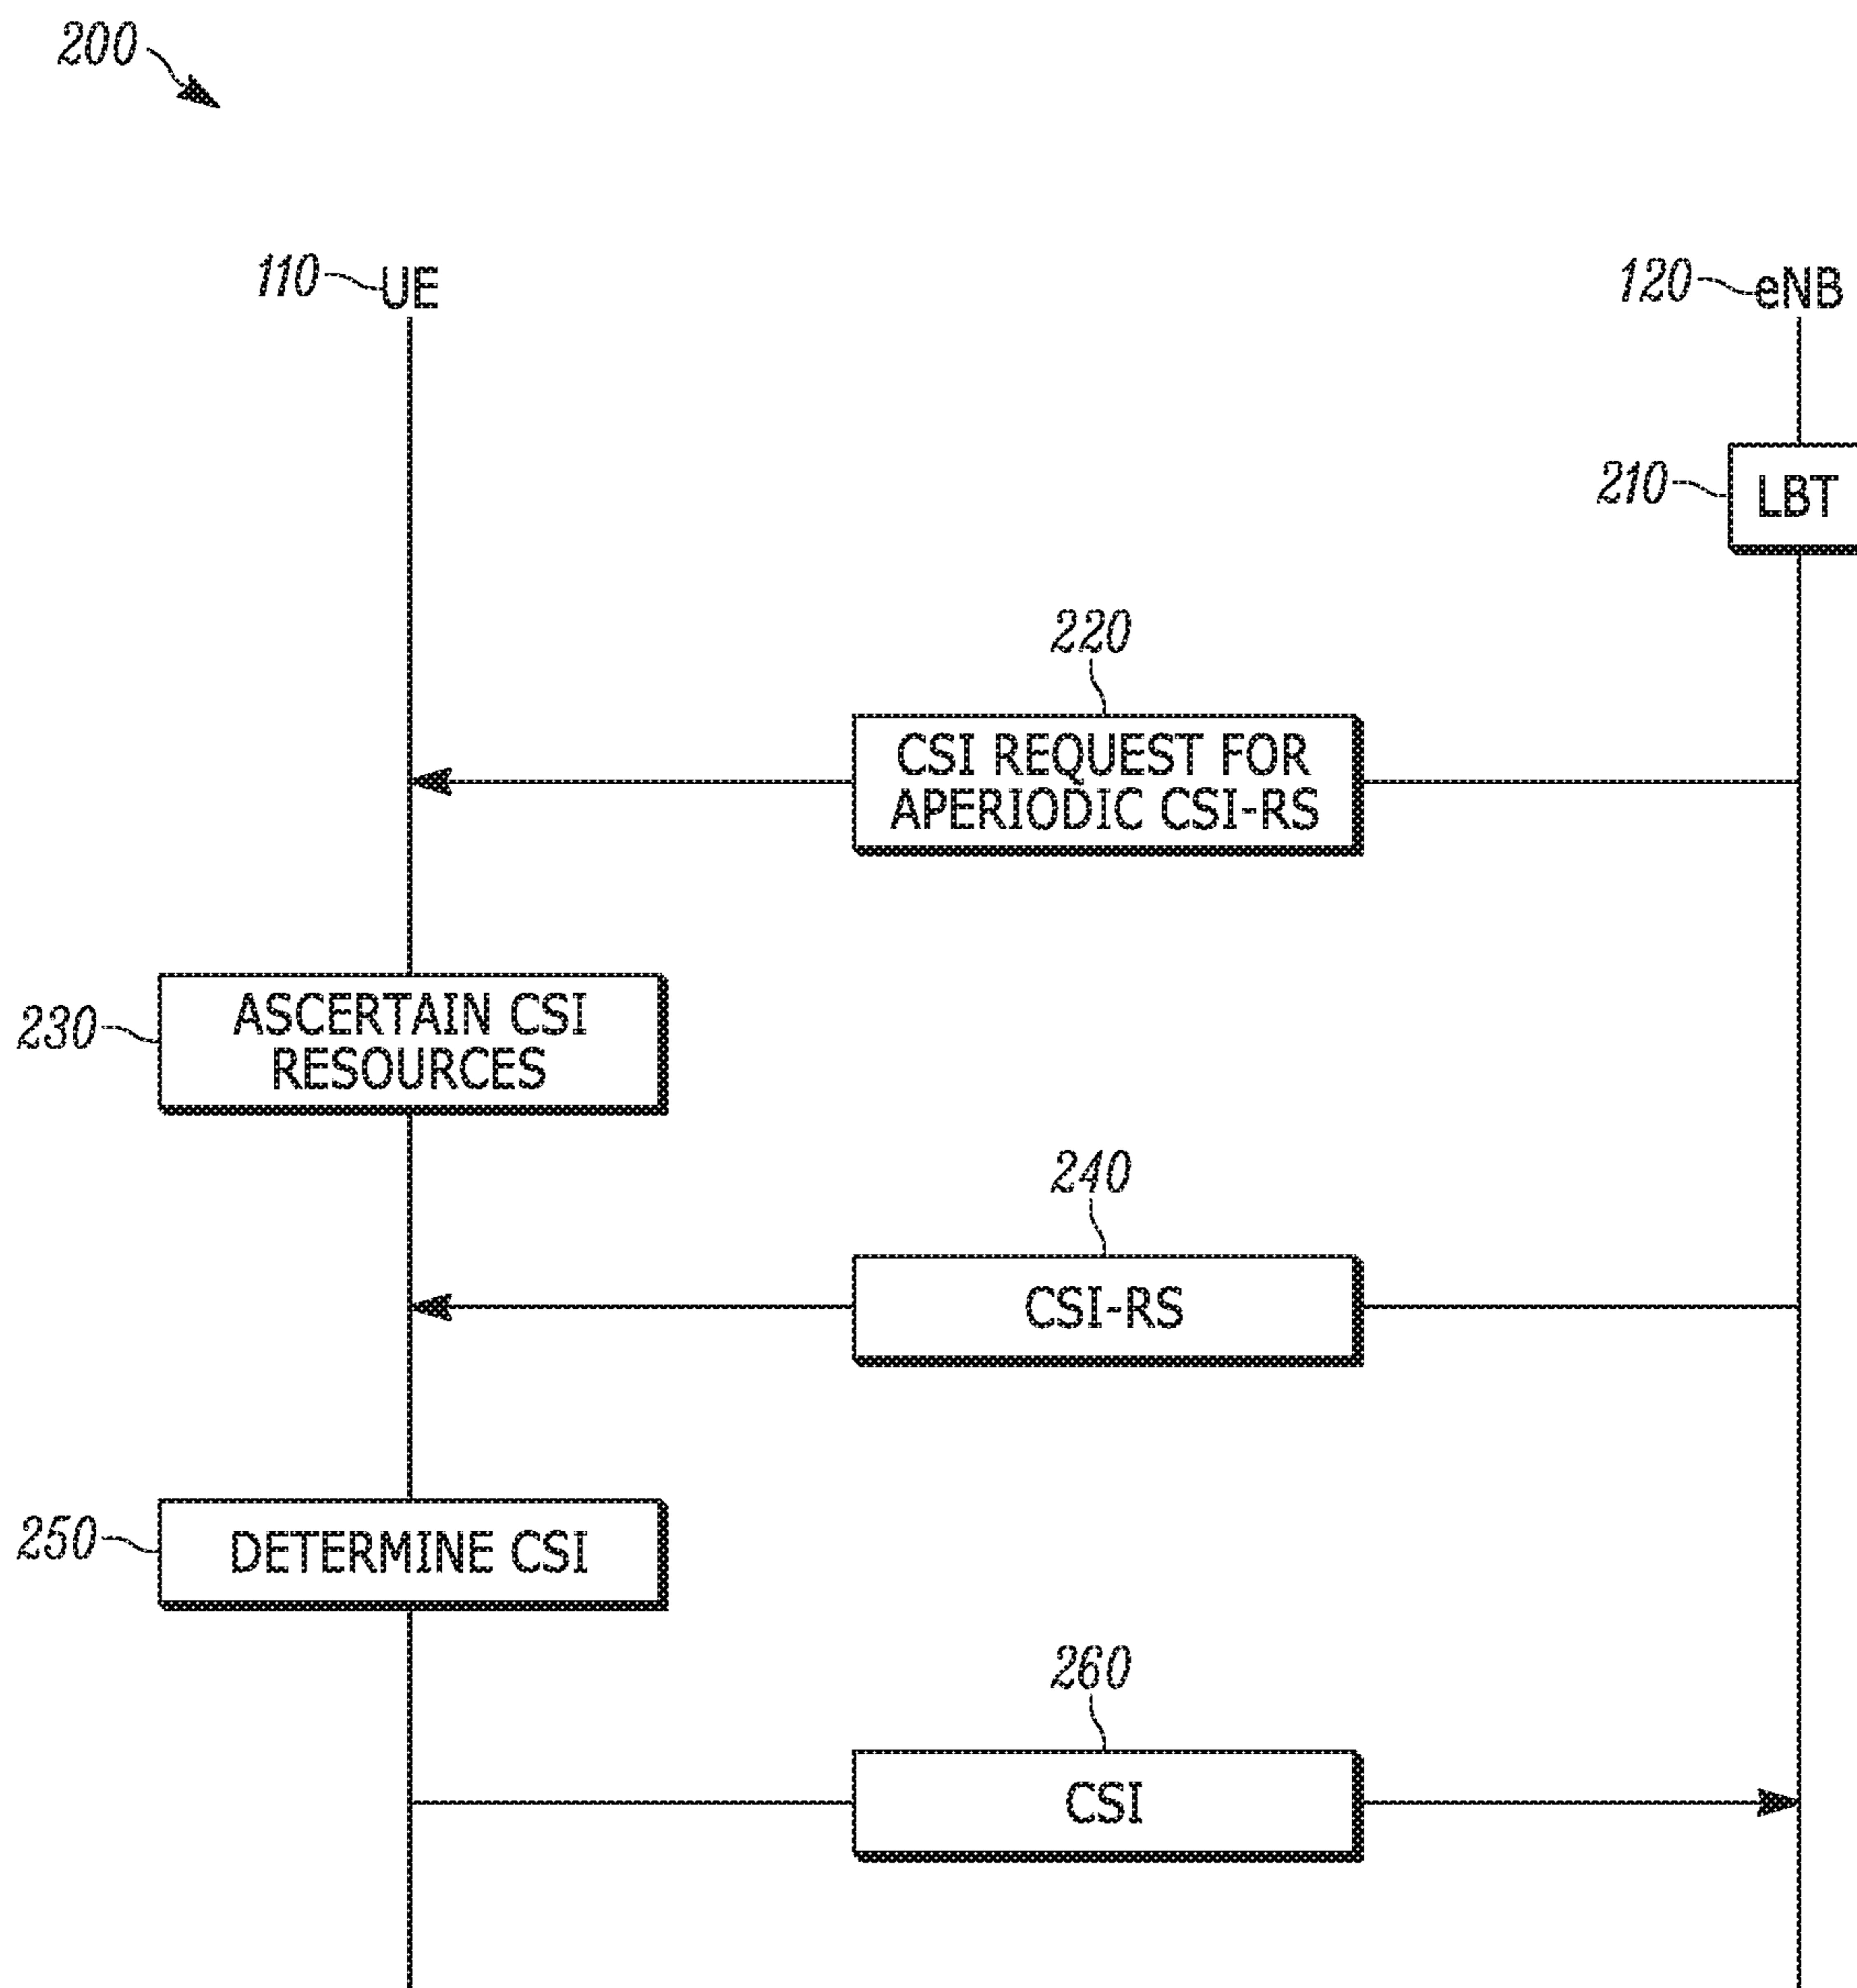 200
110 UE
120 eNB
210 LBT
220
CSI REQUEST FOR
APERIODIC CSI-RS
230 ASCERTAIN CSI
RESOURCES
240
CSI-RS
250 DETERMINE CSI
260
CSI